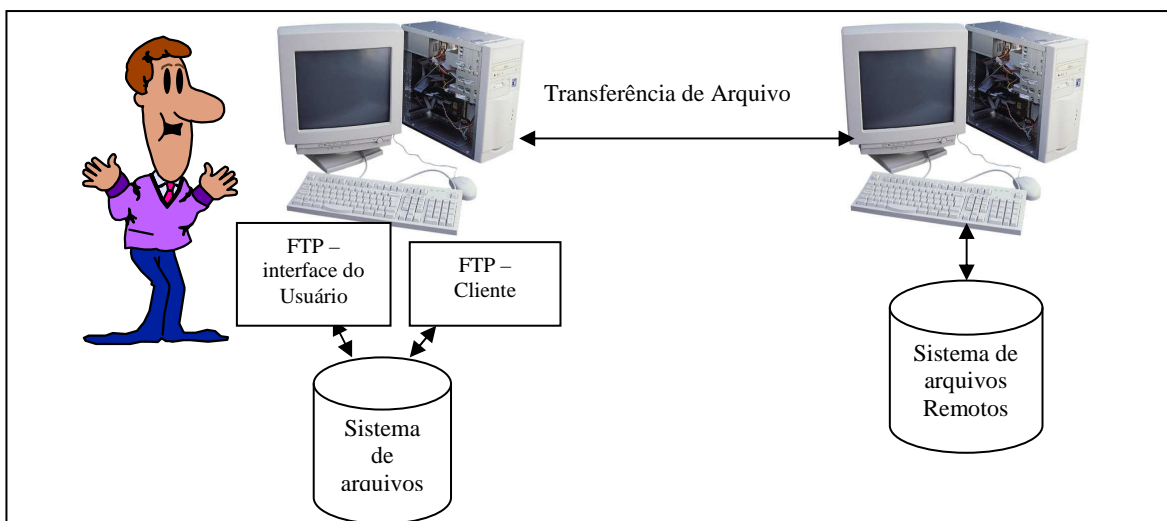 Transferência de Arquivo
FTP –
interface do
Usuário
FTP –
Cliente
Sistema
de
arquivos
Sistema de
arquivos
Remotos